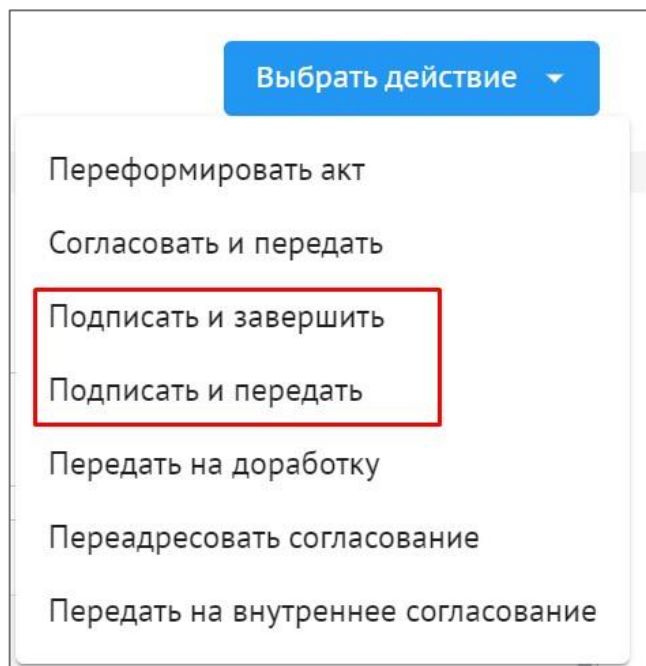 Выбрать действие
Переформировать акт
Согласовать и передать
Подписать и завершить
Подписать и передать
Передать на доработку
Переадресовать согласование
Передать на внутреннее согласование